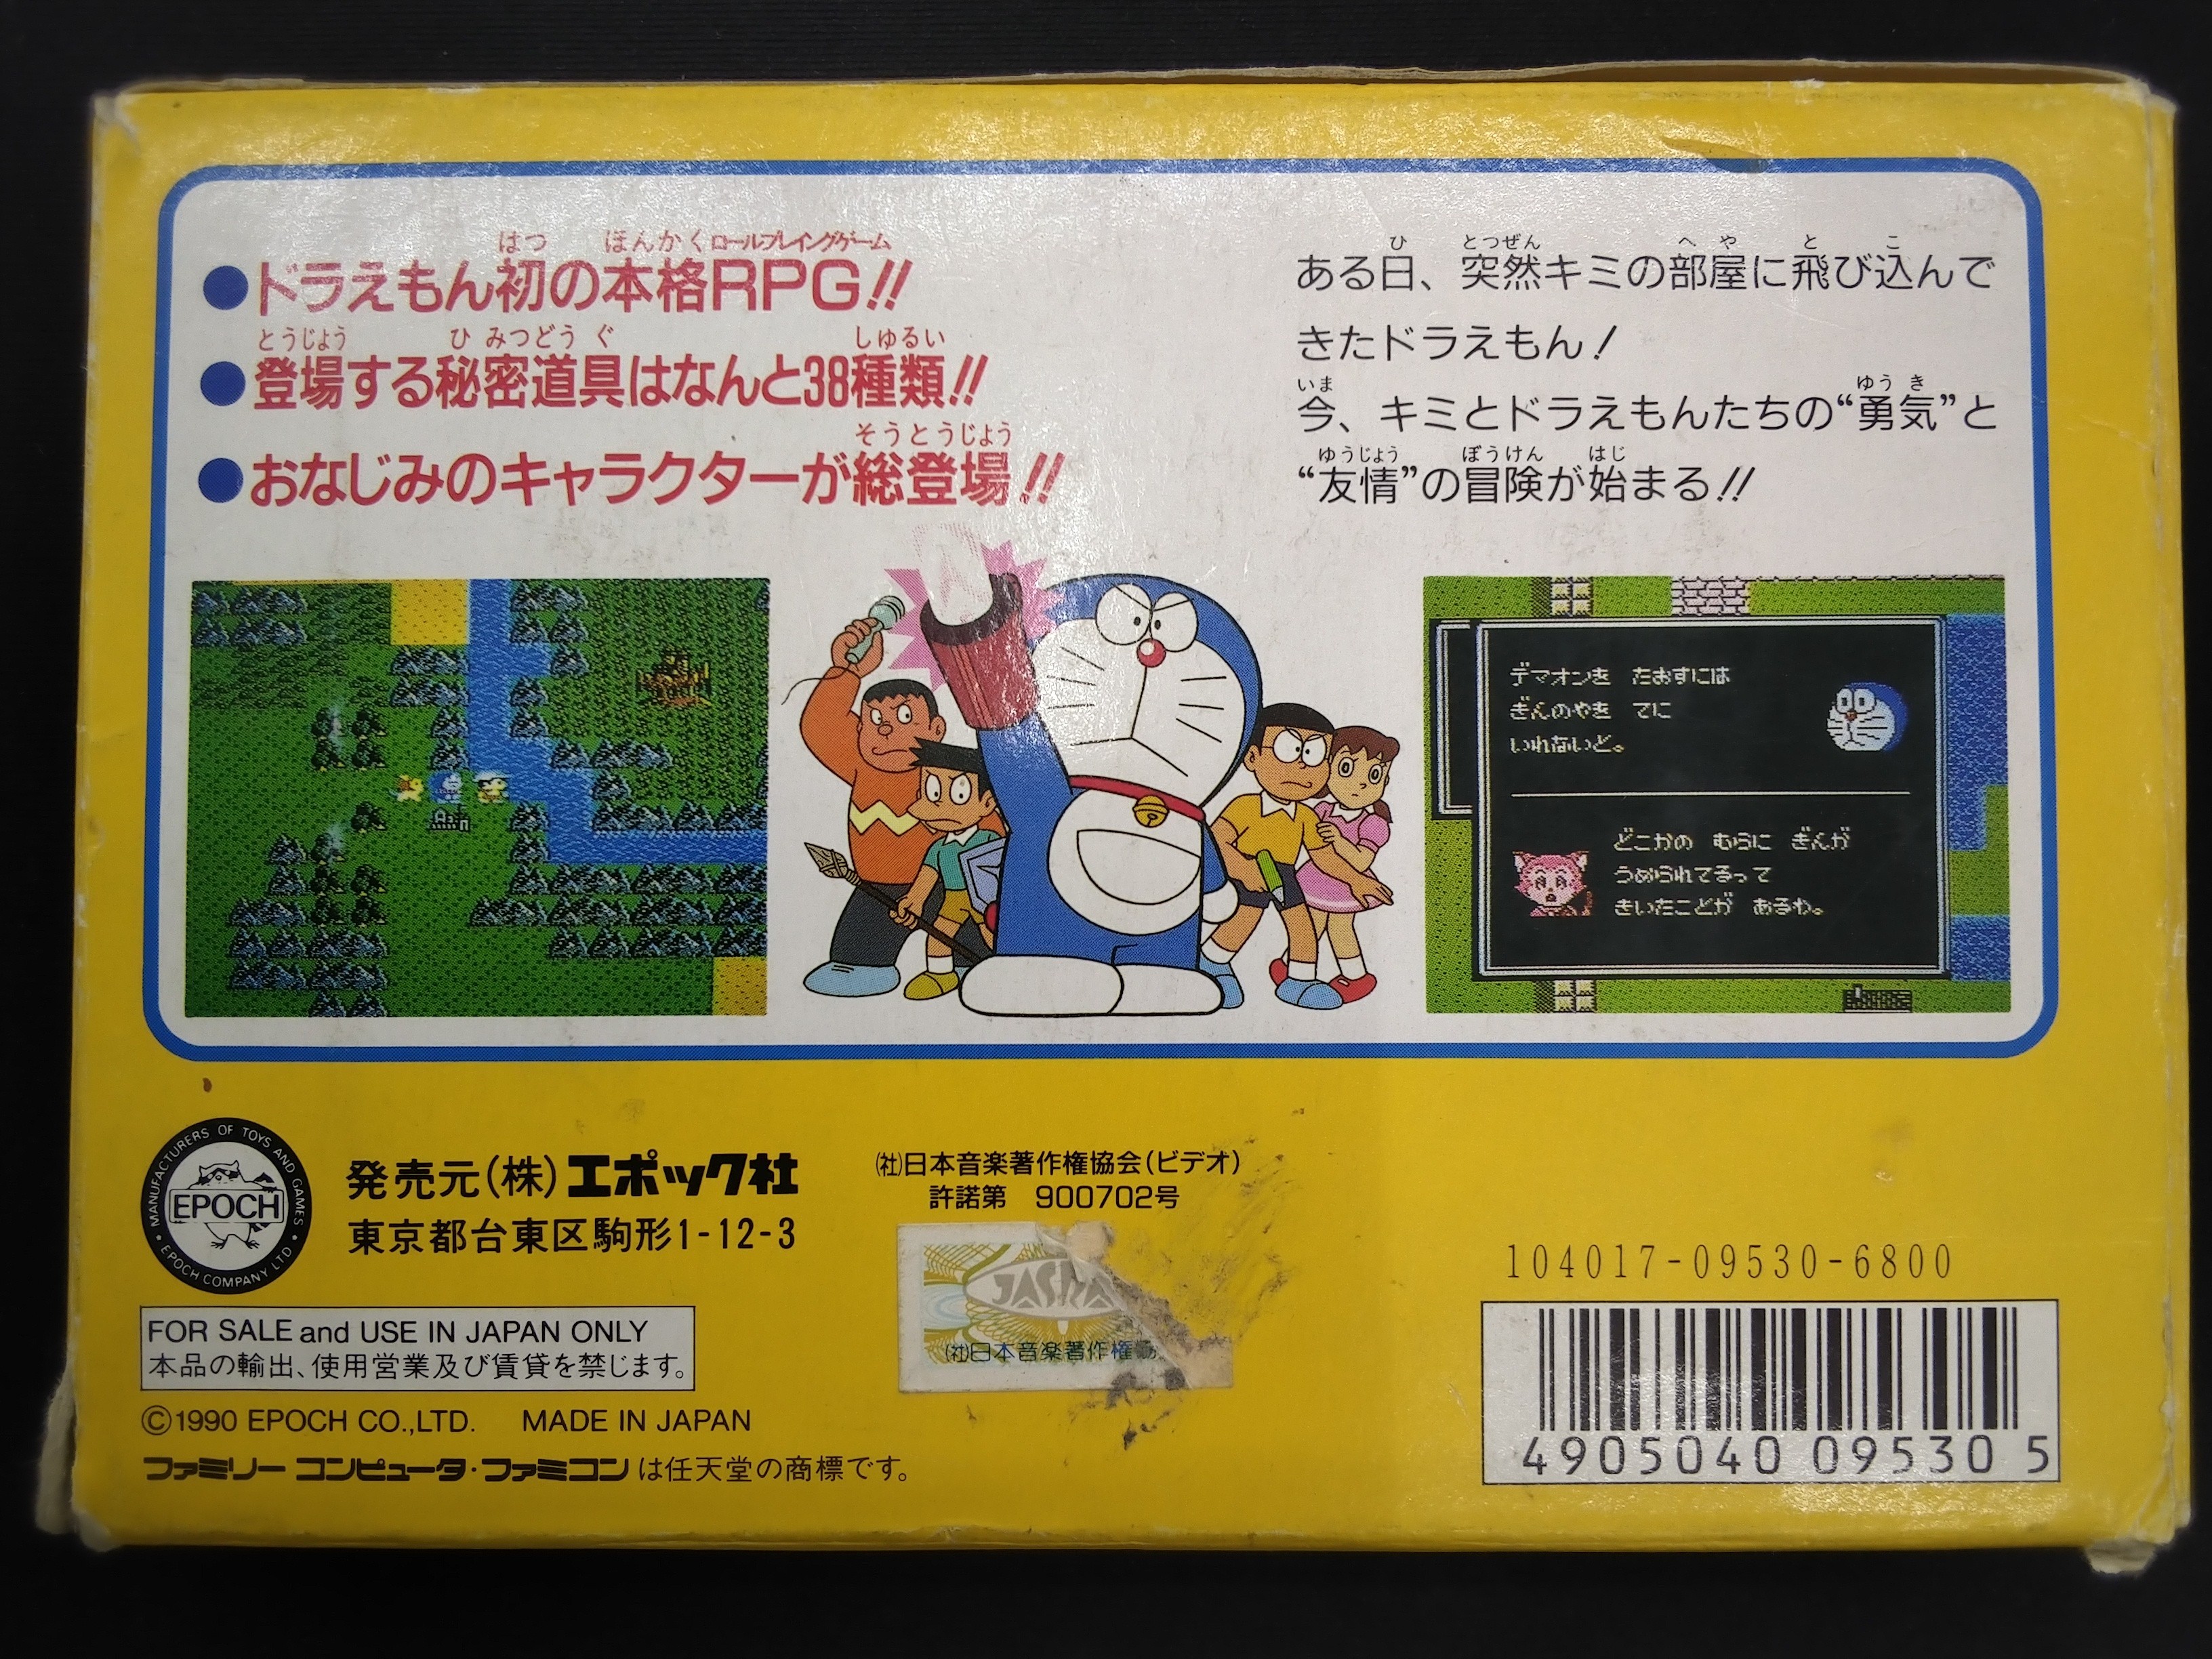 はつ ほんかく ロールプレイングゲーム
●ドラえもん初の本格RPG!!
とうじょう ひみつどうぐ しゅるい
●登場する秘密道具はなんと38種類!!
そうとうじょう
●おなじみのキャラクターが総登場!!
ひ とつぜん へや と こ
ある日、突然キミの部屋に飛び込んで
きたドラえもん!
いま ゆうき
今、キミとドラえもんたちの“勇気”と
ゆうじょう ぼうけん はじ
“友情”の冒険が始まる!!
デマオンを たおすには
ぎんのやを てに
いれないと。
どこかの むらに ぎんが
うめられてるって
きいたことが あるわ。
MANUFACTURERS OF TOYS AND GAMES
EPOCH
EPOCH COMPANY LTD.
発売元(株)エポック社
東京都台東区駒形1-12-3
(社)日本音楽著作権協会(ビデオ)
許諾第 900702号
JASRA
(社)日本音楽著作権協
FOR SALE and USE IN JAPAN ONLY
本品の輸出、使用営業及び賃貸を禁じます。
©1990 EPOCH CO.,LTD. MADE IN JAPAN
ファミリーコンピュータ・ファミコンは任天堂の商標です。
104017-09530-6800
4905040095305